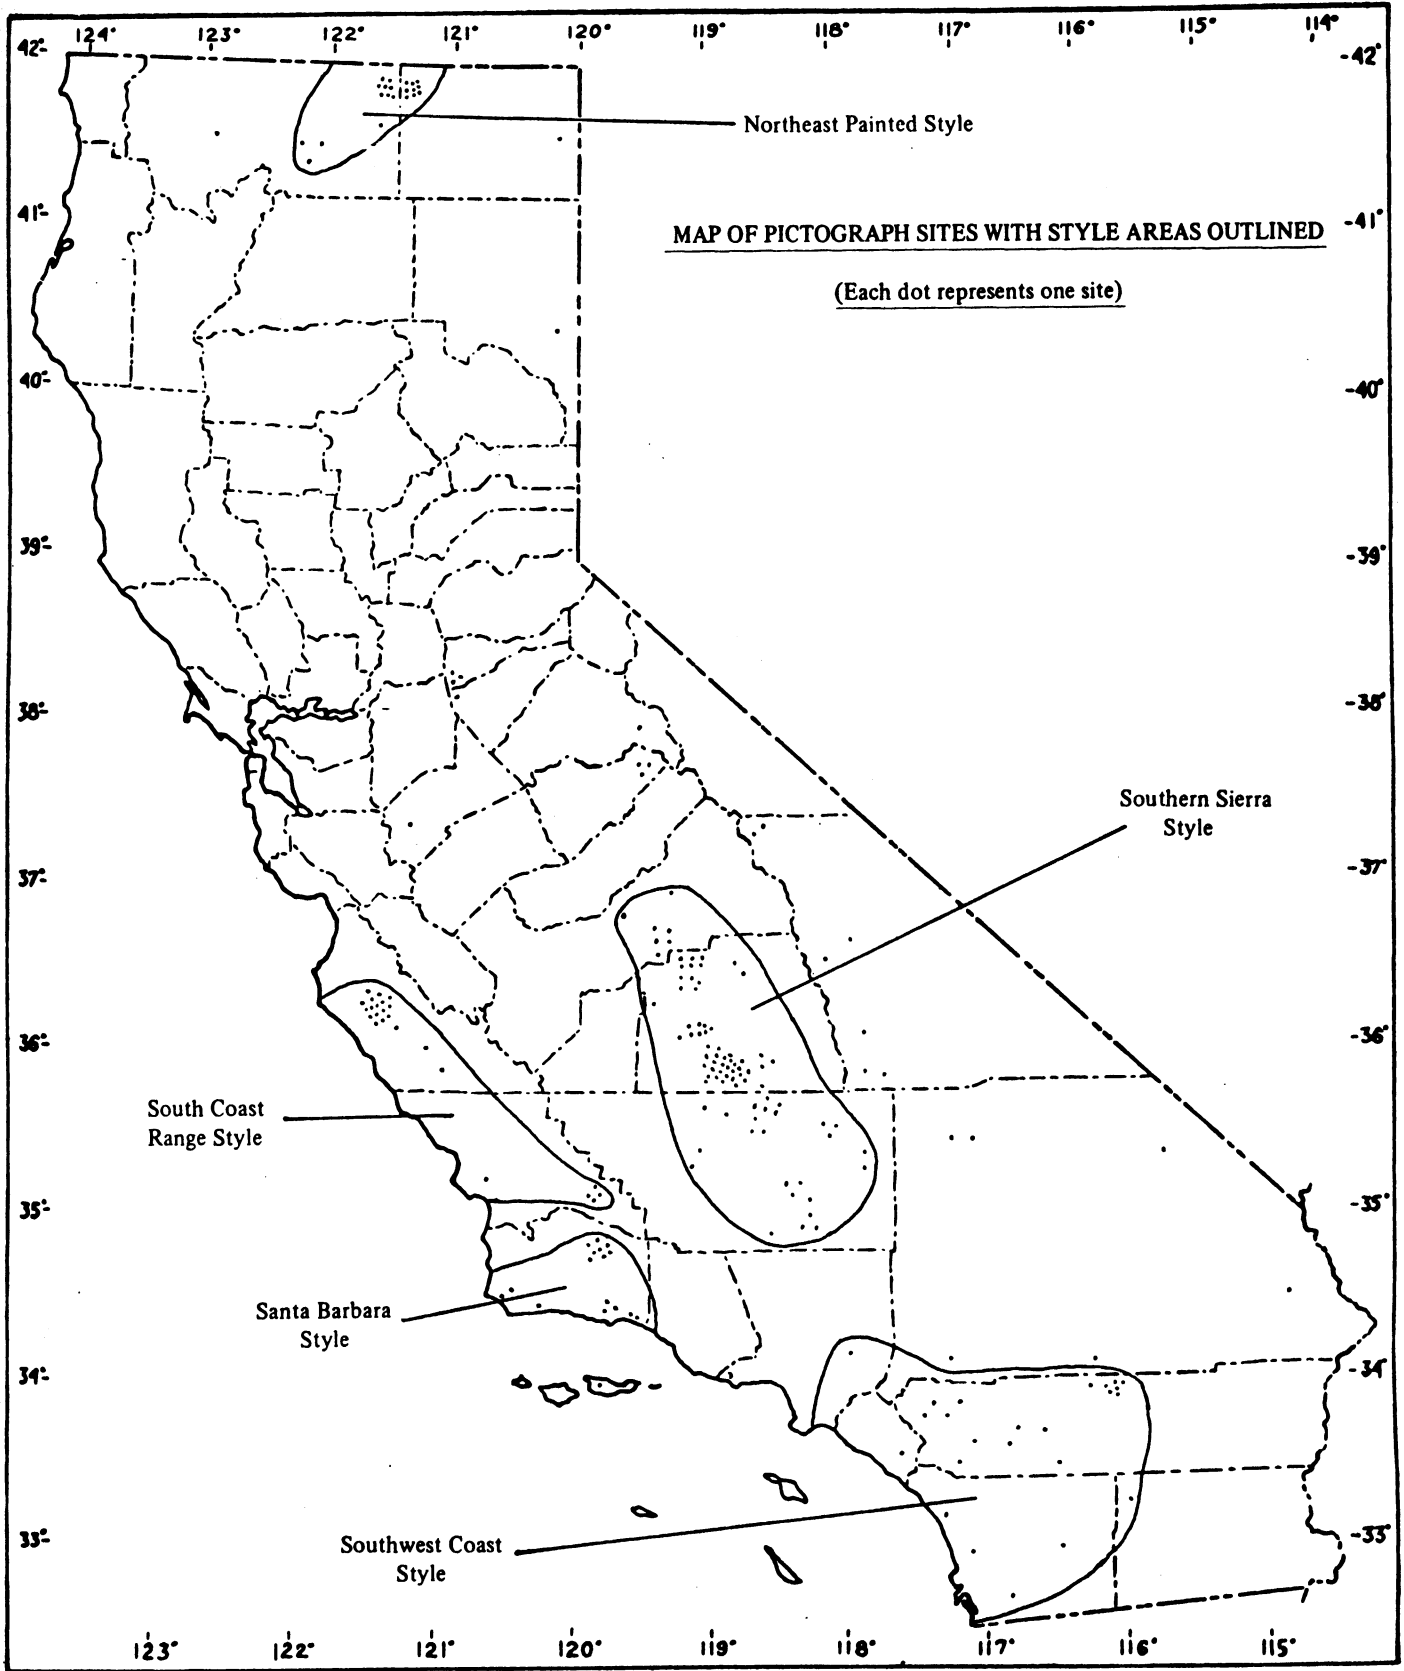 124° 123° 122° 121° 120° 119° 118° 117° 116° 115° 114°
42° 42°
Northeast Painted Style
41° 41°
MAP OF PICTOGRAPH SITES WITH STYLE AREAS OUTLINED
(Each dot represents one site)
40° 40°
39° 39°
38° 38°
Southern Sierra
Style
37° 37°
36° 36°
South Coast
Range Style
35° 35°
Santa Barbara
Style
34° 34°
33° 33°
Southwest Coast
Style
123° 122° 121° 120° 119° 118° 117° 116° 115°